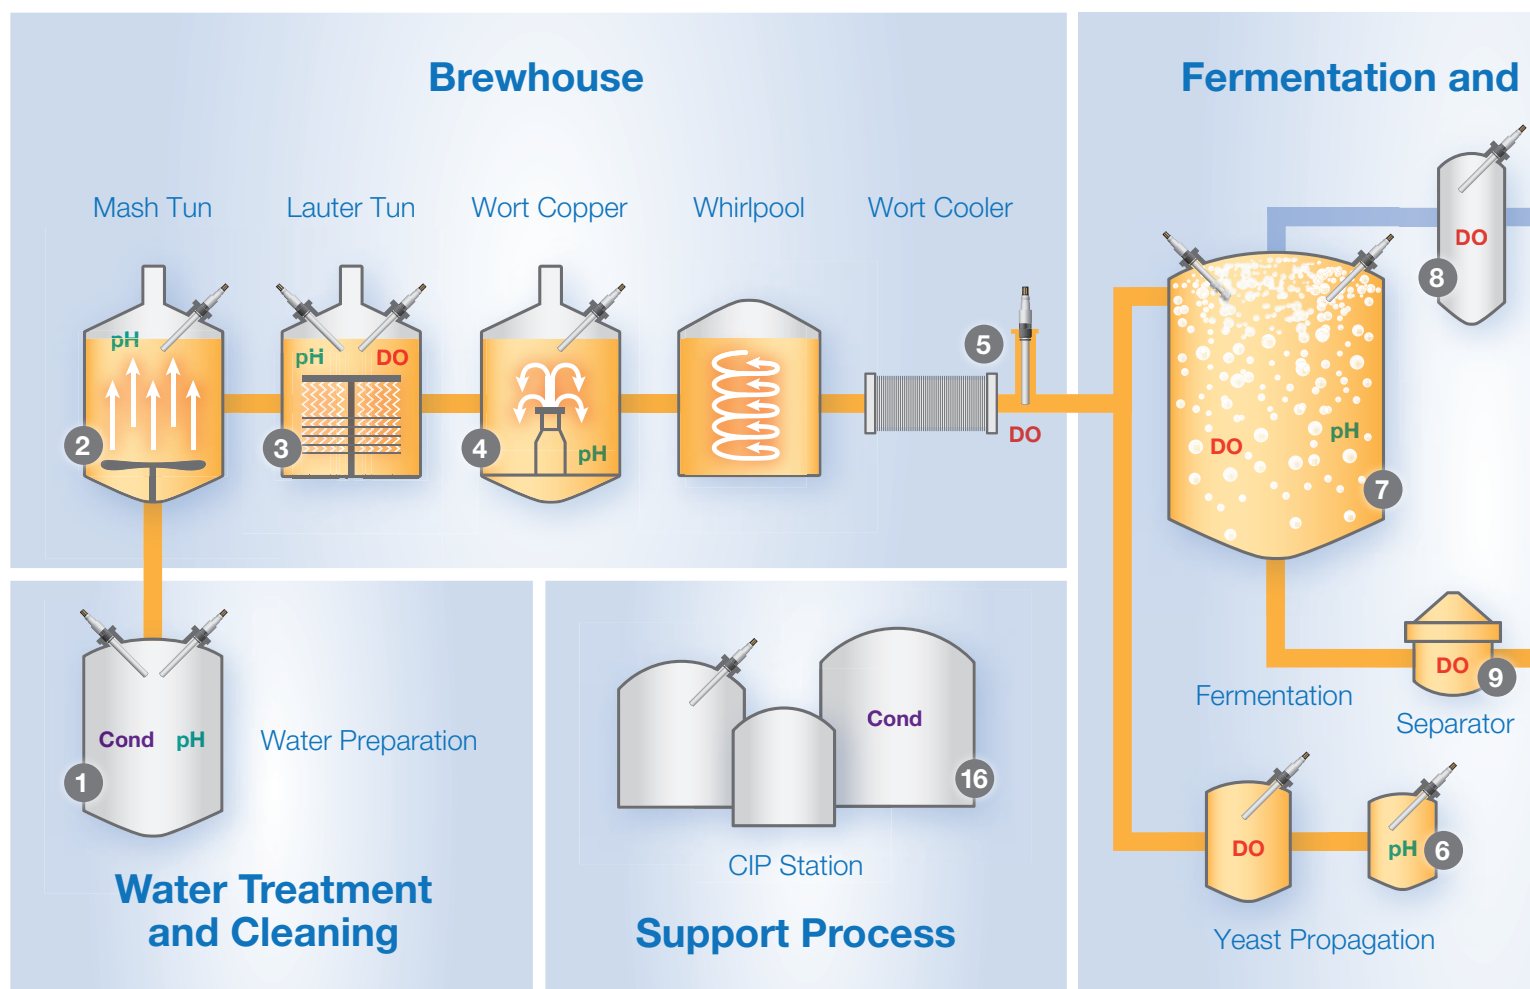 Brewhouse
Mash Tun
Lauter Tun
Wort Copper
Whirlpool
Wort Cooler
pH
2
pH
DO
3
pH
4
5
DO
Fermentation and
DO
8
DO
pH
7
Fermentation
DO
9
Separator
DO
pH
6
Yeast Propagation
Cond
pH
1
Water Preparation
Water Treatment
and Cleaning
Cond
16
CIP Station
Support Process